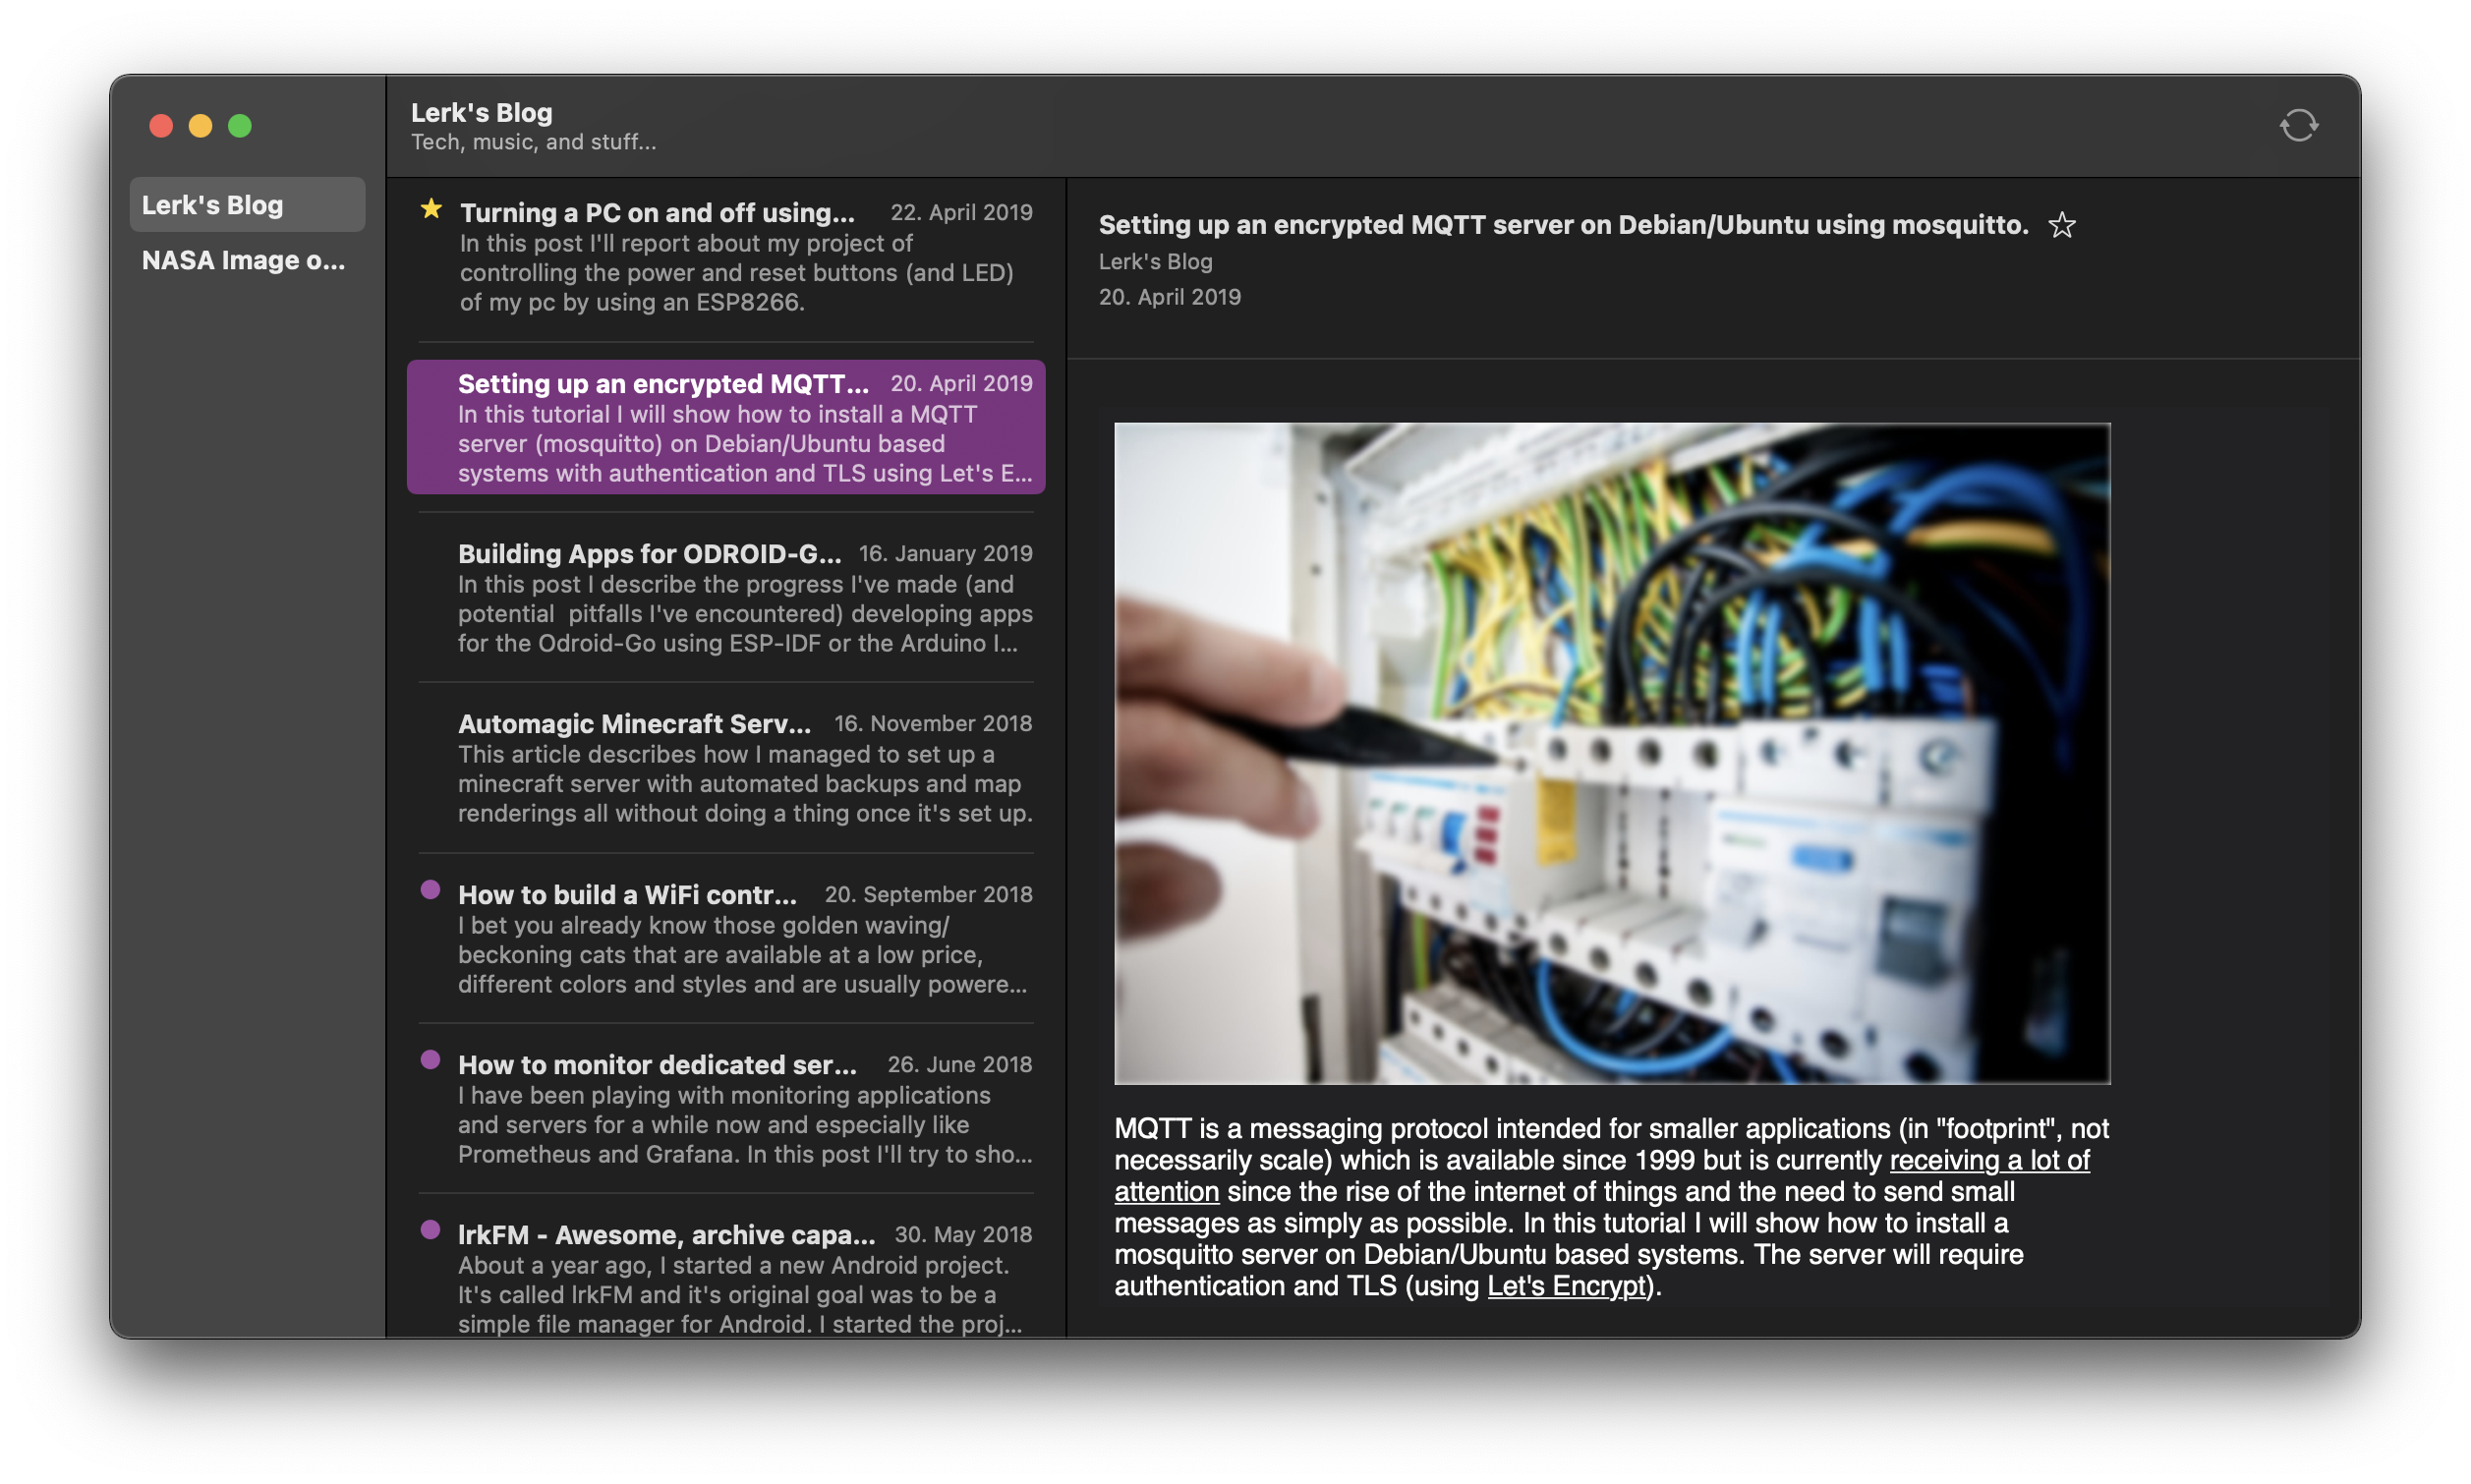 Lerk's Blog
NASA Image o...
Lerk's Blog
Tech, music, and stuff...
Turning a PC on and off using... 22. April 2019
In this post I'll report about my project of
controlling the power and reset buttons (and LED)
of my pc by using an ESP8266.
Setting up an encrypted MQTT... 20. April 2019
In this tutorial I will show how to install a MQTT
server (mosquitto) on Debian/Ubuntu based
systems with authentication and TLS using Let's E...
Building Apps for ODROID-G... 16. January 2019
In this post I describe the progress I've made (and
potential  pitfalls I've encountered) developing apps
for the Odroid-Go using ESP-IDF or the Arduino I...
Automagic Minecraft Serv... 16. November 2018
This article describes how I managed to set up a
minecraft server with automated backups and map
renderings all without doing a thing once it's set up.
How to build a WiFi contr... 20. September 2018
I bet you already know those golden waving/
beckoning cats that are available at a low price,
different colors and styles and are usually powere...
How to monitor dedicated ser... 26. June 2018
I have been playing with monitoring applications
and servers for a while now and especially like
Prometheus and Grafana. In this post I'll try to sho...
lrkFM - Awesome, archive capa... 30. May 2018
About a year ago, I started a new Android project.
It's called lrkFM and it's original goal was to be a
simple file manager for Android. I started the proj...
Setting up an encrypted MQTT server on Debian/Ubuntu using mosquitto.
Lerk's Blog
20. April 2019
MQTT is a messaging protocol intended for smaller applications (in "footprint", not
necessarily scale) which is available since 1999 but is currently receiving a lot of
attention since the rise of the internet of things and the need to send small
messages as simply as possible. In this tutorial I will show how to install a
mosquitto server on Debian/Ubuntu based systems. The server will require
authentication and TLS (using Let's Encrypt).